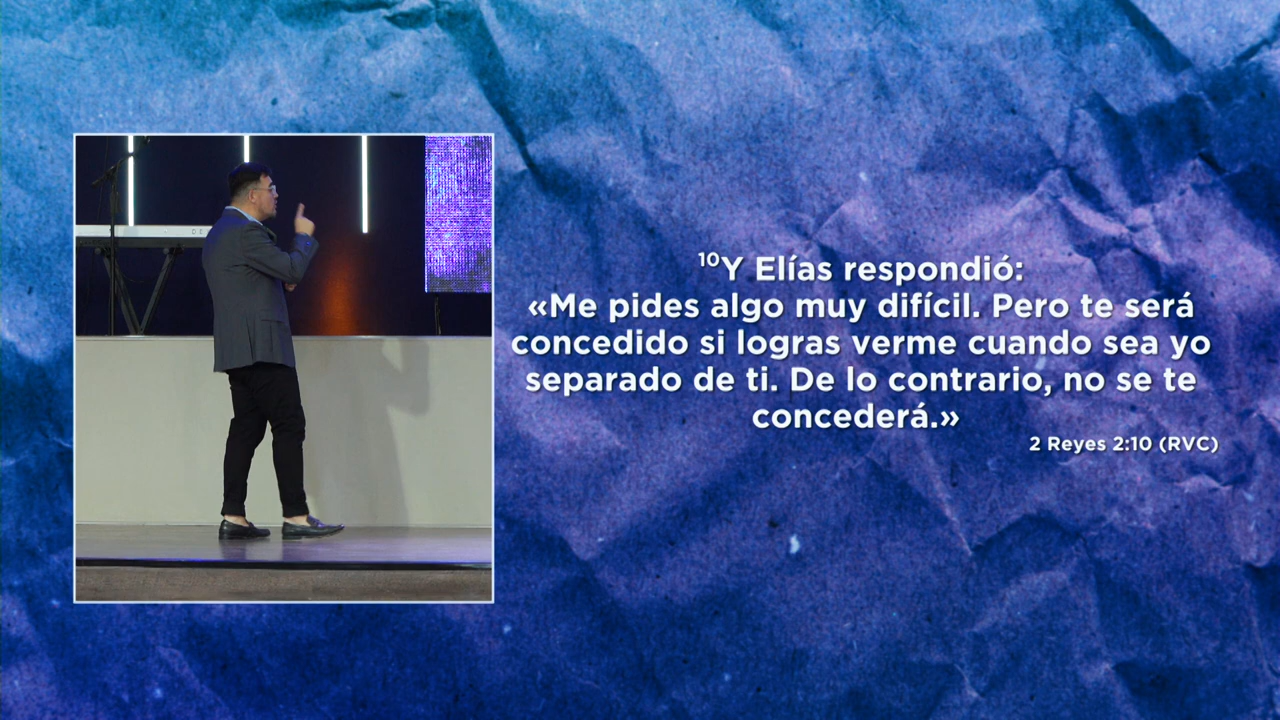 ¹⁰Y Elías respondió:
«Me pides algo muy difícil. Pero te será
concedido si logras verme cuando sea yo
separado de ti. De lo contrario, no se te
concederá.»
2 Reyes 2:10 (RVC)